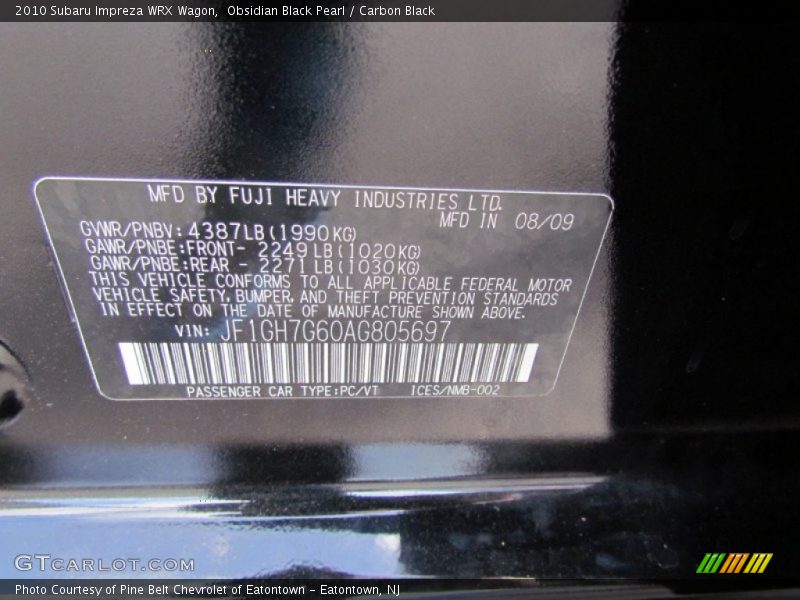 2010 Subaru Impreza WRX Wagon,  Obsidian Black Pearl / Carbon Black
MFD BY FUJI HEAVY INDUSTRIES LTD.
MFD IN 08/09
GVWR/PNBV: 4387LB(1990KG)
GAWR/PNBE:FRONT- 2249LB(1020KG)
GAWR/PNBE:REAR - 2271LB(1030KG)
THIS VEHICLE CONFORMS TO ALL APPLICABLE FEDERAL MOTOR
VEHICLE SAFETY, BUMPER, AND THEFT PREVENTION STANDARDS
IN EFFECT ON THE DATE OF MANUFACTURE SHOWN ABOVE.
VIN: JF1GH7G60AG805697
PASSENGER CAR TYPE:PC/VT ICES/NMB-002
GTCARLOT.COM
Photo Courtesy of Pine Belt Chevrolet of Eatontown - Eatontown, NJ